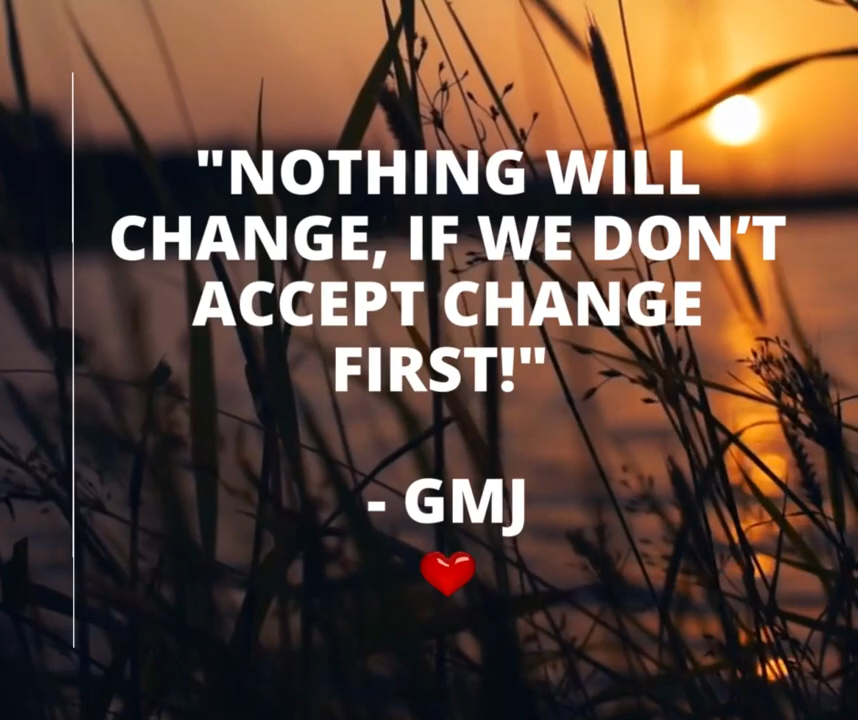 "NOTHING WILL
CHANGE, IF WE DON’T
ACCEPT CHANGE
FIRST!"
- GMJ